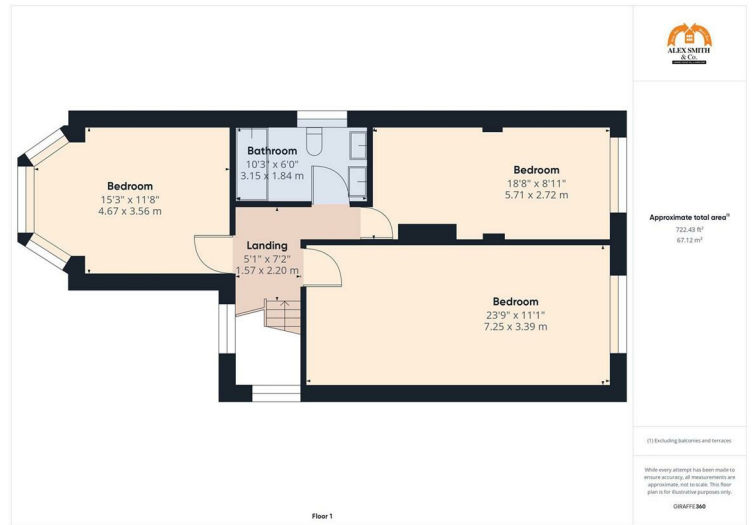 ALEX SMITH
& Co.
Bedroom
15'3" x 11'8"
4.67 x 3.56 m
Bathroom
10'3" x 6'0"
3.15 x 1.84 m
Bedroom
18'8" x 8'11"
5.71 x 2.72 m
Landing
5'1" x 7'2"
1.57 x 2.20 m
Bedroom
23'9" x 11'1"
7.25 x 3.39 m
Floor 1
Approximate total area⁽¹⁾
722.43 ft²
67.12 m²
(1) Excluding balconies and terraces
While every attempt has been made to
ensure accuracy, all measurements are
approximate, not to scale. This floor
plan is for illustrative purposes only.
GIRAFFE360